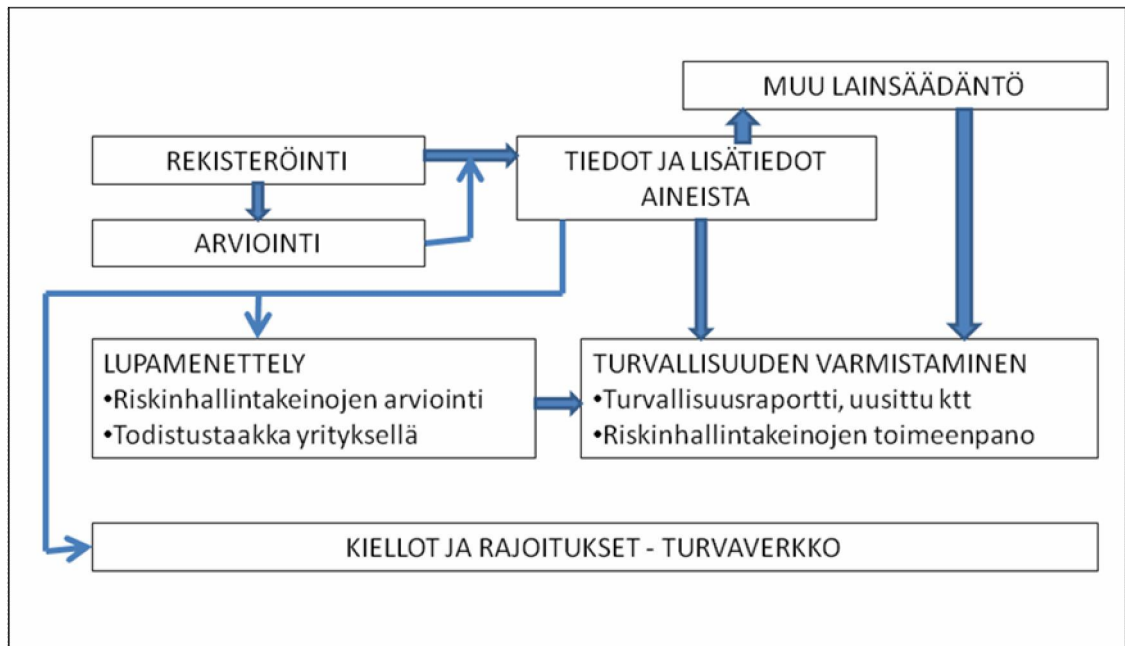 MUU LAINSÄÄDÄNTÖ
REKISTERÖINTI
TIEDOT JA LISÄTIEDOT
AINEISTA
ARVIOINTI
LUPAMENETTELY
•Riskinhallintakeinojen arviointi
•Todistustaakka yrityksellä
TURVALLISUUDEN VARMISTAMINEN
•Turvallisuusraportti, uusittu ktt
•Riskinhallintakeinojen toimeenpano
KIELLOT JA RAJOITUKSET - TURVAVERKKO